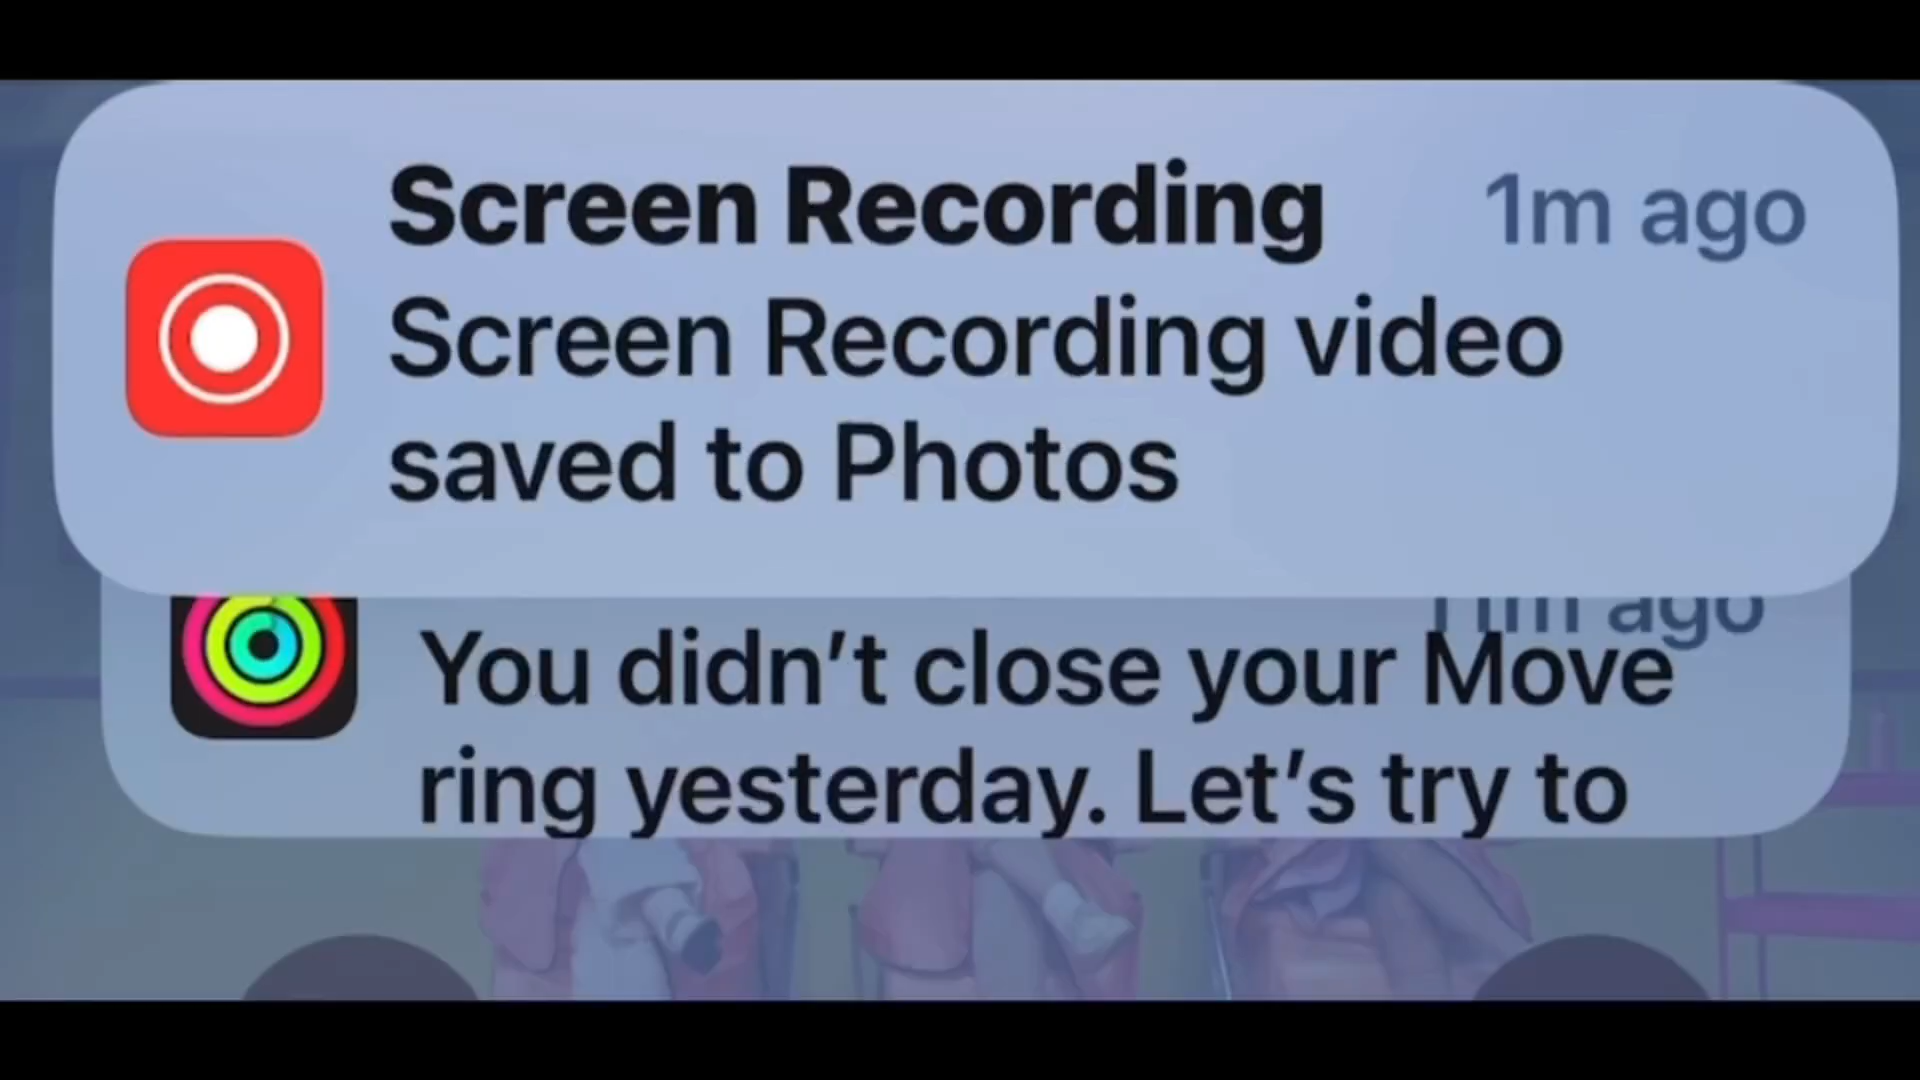 Screen Recording
1m ago
Screen Recording video
saved to Photos
ago
You didn’t close your Move
ring yesterday. Let’s try to